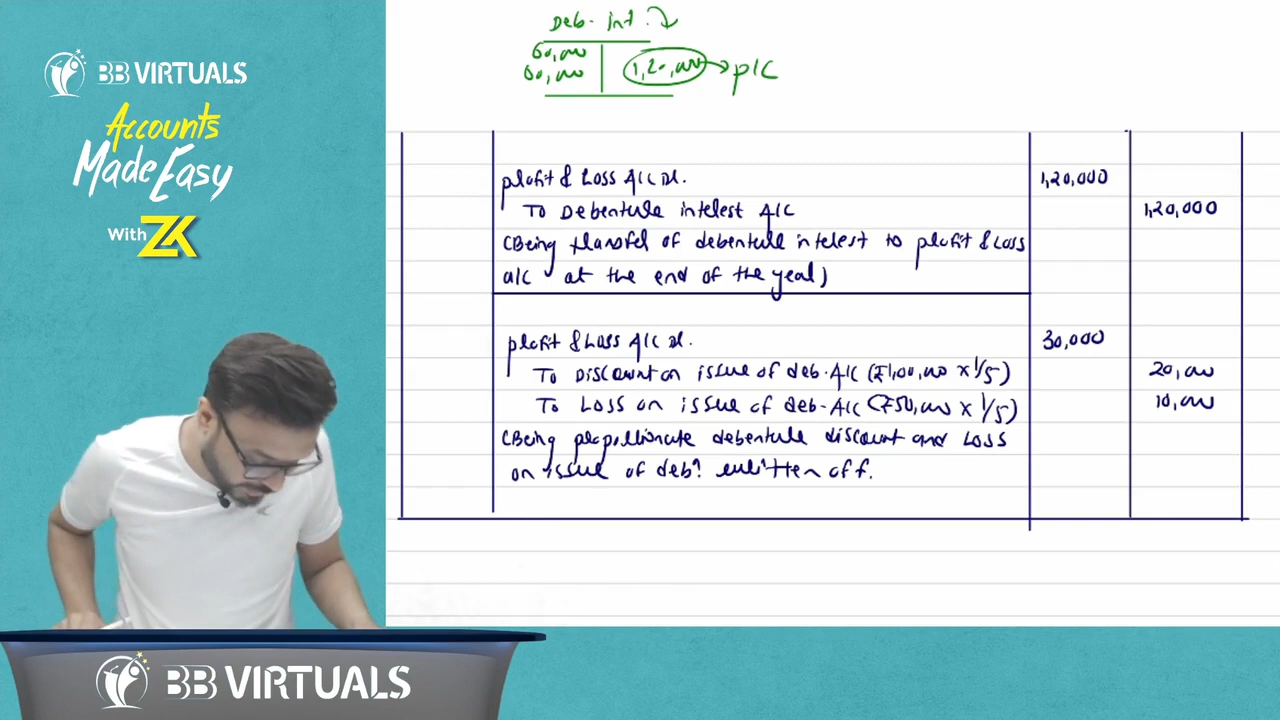 BB VIRTUALS
Accounts
Made Easy
With ZK
Deb. int.
60,000
60,000
1,20,000 → P/C
Profit & Loss A/C Dr.
1,20,000
To Debenture interest A/C
1,20,000
(Being transfer of debenture interest to profit & Loss
a/c at the end of the year)
Profit & Loss A/C Dr.
30,000
To Discount on issue of deb. A/C (₹1,00,000 x 1/5)
20,000
To Loss on issue of deb. A/C (₹50,000 x 1/5)
10,000
(Being proportionate debenture discount and Loss
on issue of deb? written off.
BB VIRTUALS